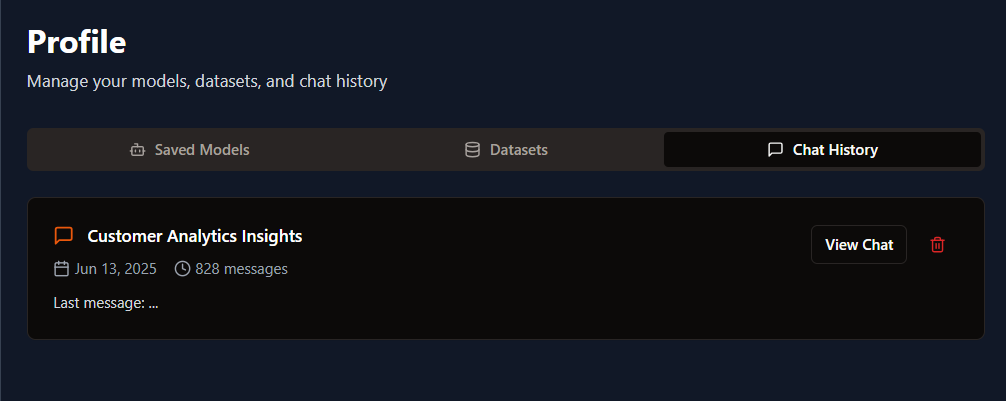 Profile
Manage your models, datasets, and chat history
Saved Models
Datasets
Chat History
Customer Analytics Insights
View Chat
Jun 13, 2025 828 messages
Last message: ...